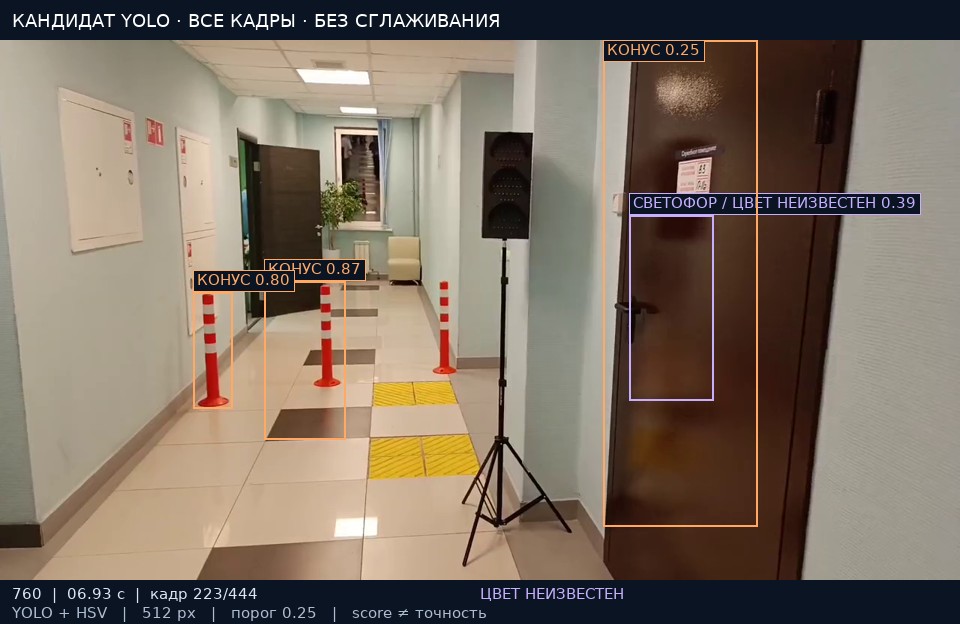 КАНДИДАТ YOLO · ВСЕ КАДРЫ · БЕЗ СГЛАЖИВАНИЯ
КОНУС 0.25
СВЕТОФОР / ЦВЕТ НЕИЗВЕСТЕН 0.39
КОНУС 0.87
КОНУС 0.80
760 | 06.93 с | кадр 223/444
ЦВЕТ НЕИЗВЕСТЕН
YOLO + HSV | 512 px | порог 0.25 | score ≠ точность